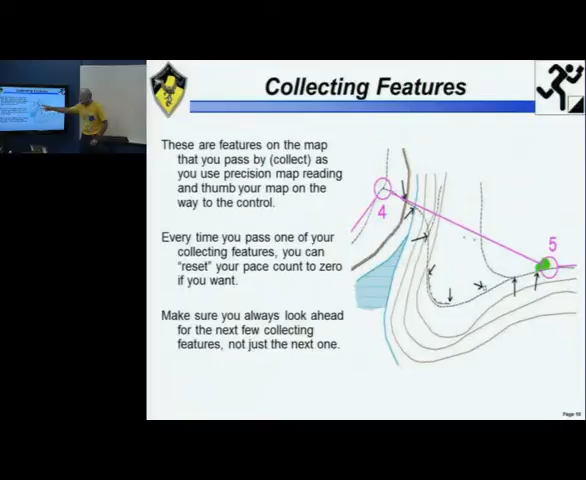 Collecting Features
These are features on the map
that you pass by (collect) as
you use precision map reading
and thumb your map on the
way to the control.
Every time you pass one of your
collecting features, you can
"reset" your pace count to zero
if you want.
Make sure you always look ahead
for the next few collecting
features, not just the next one.
4
5